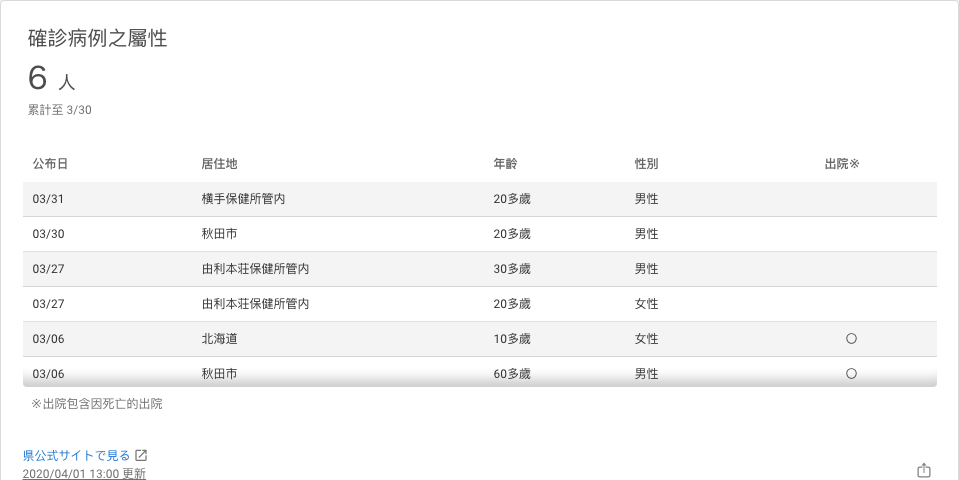 確診病例之屬性
6 人
累計至 3/30
公布日 居住地 年齡 性別 出院※
03/31 横手保健所管内 20多歲 男性
03/30 秋田市 20多歲 男性
03/27 由利本荘保健所管内 30多歲 男性
03/27 由利本荘保健所管内 20多歲 女性
03/06 北海道 10多歲 女性 ○
03/06 秋田市 60多歲 男性 ○
※出院包含因死亡的出院
県公式サイトで見る
2020/04/01 13:00 更新